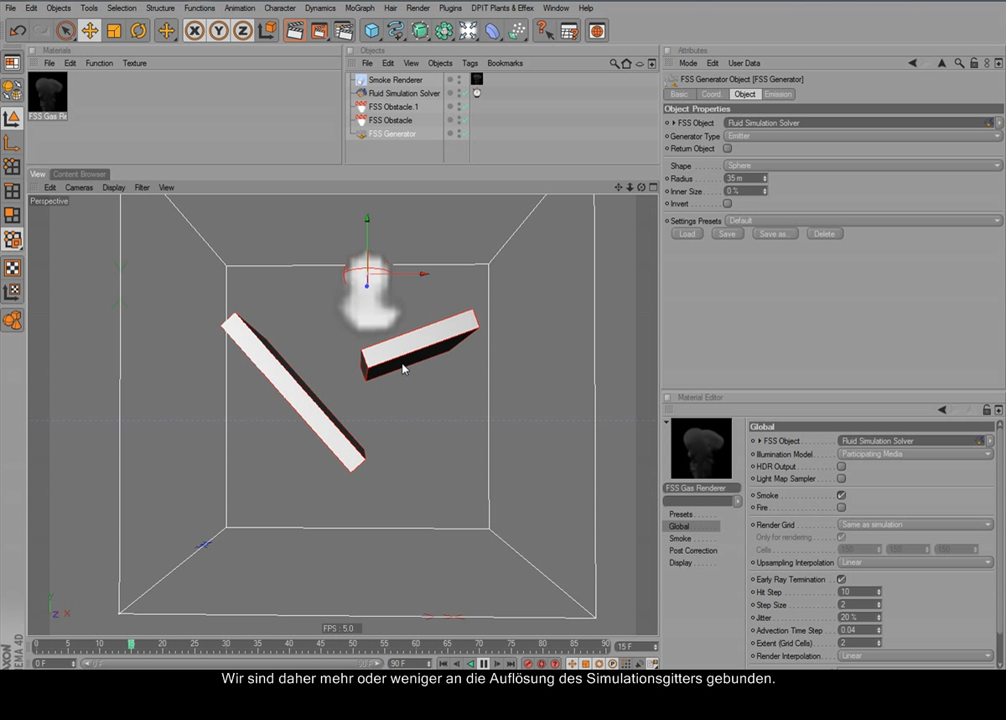 File Edit Objects Tools Selection Structure Functions Animation Character Dynamics MoGraph Hair Render Plugins DPIT Plants & Effex Window Help
Materials
File Edit Function Texture
FSS Gas Re
Objects
File Edit View Objects Tags Bookmarks
Smoke Renderer
Fluid Simulation Solver
FSS Obstacle.1
FSS Obstacle
FSS Generator
Attributes
Mode Edit User Data
FSS Generator Object [FSS Generator]
Basic Coord. Object Emission
Object Properties
FSS Object Fluid Simulation Solver
Generator Type Emitter
Return Object
Shape Sphere
Radius 35 m
Inner Size 0 %
Invert
Settings Presets Default
Load Save Save as.. Delete
View Content Browser
Edit Cameras Display Filter View
Perspective
Y
Z X
FPS : 5.0
0 5 10 15 20 25 30 35 40 45 50 55 60 65 70 75 80 85 90
15 F
0 F 0 F 90 F 90 F
Material Editor
FSS Gas Renderer
Presets
Global
Smoke
Post Correction
Display
Global
FSS Object Fluid Simulation Solver
Illumination Model Participating Media
HDR Output
Light Map Sampler
Smoke
Fire
Render Grid Same as simulation
Only for rendering
Cells 150 150 150
Upsampling Interpolation Linear
Early Ray Termination
Hit Step 10
Step Size 2
Jitter 20 %
Advection Time Step 0.04
Extent (Grid Cells) 2
Render Interpolation Linear
Wir sind daher mehr oder weniger an die Auflösung des Simulationsgitters gebunden.